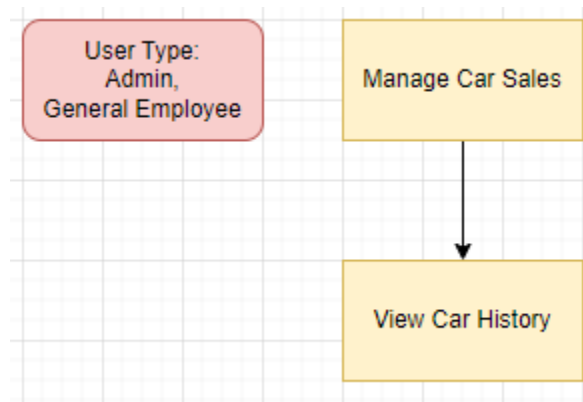 User Type:
Admin,
General Employee
Manage Car Sales
View Car History